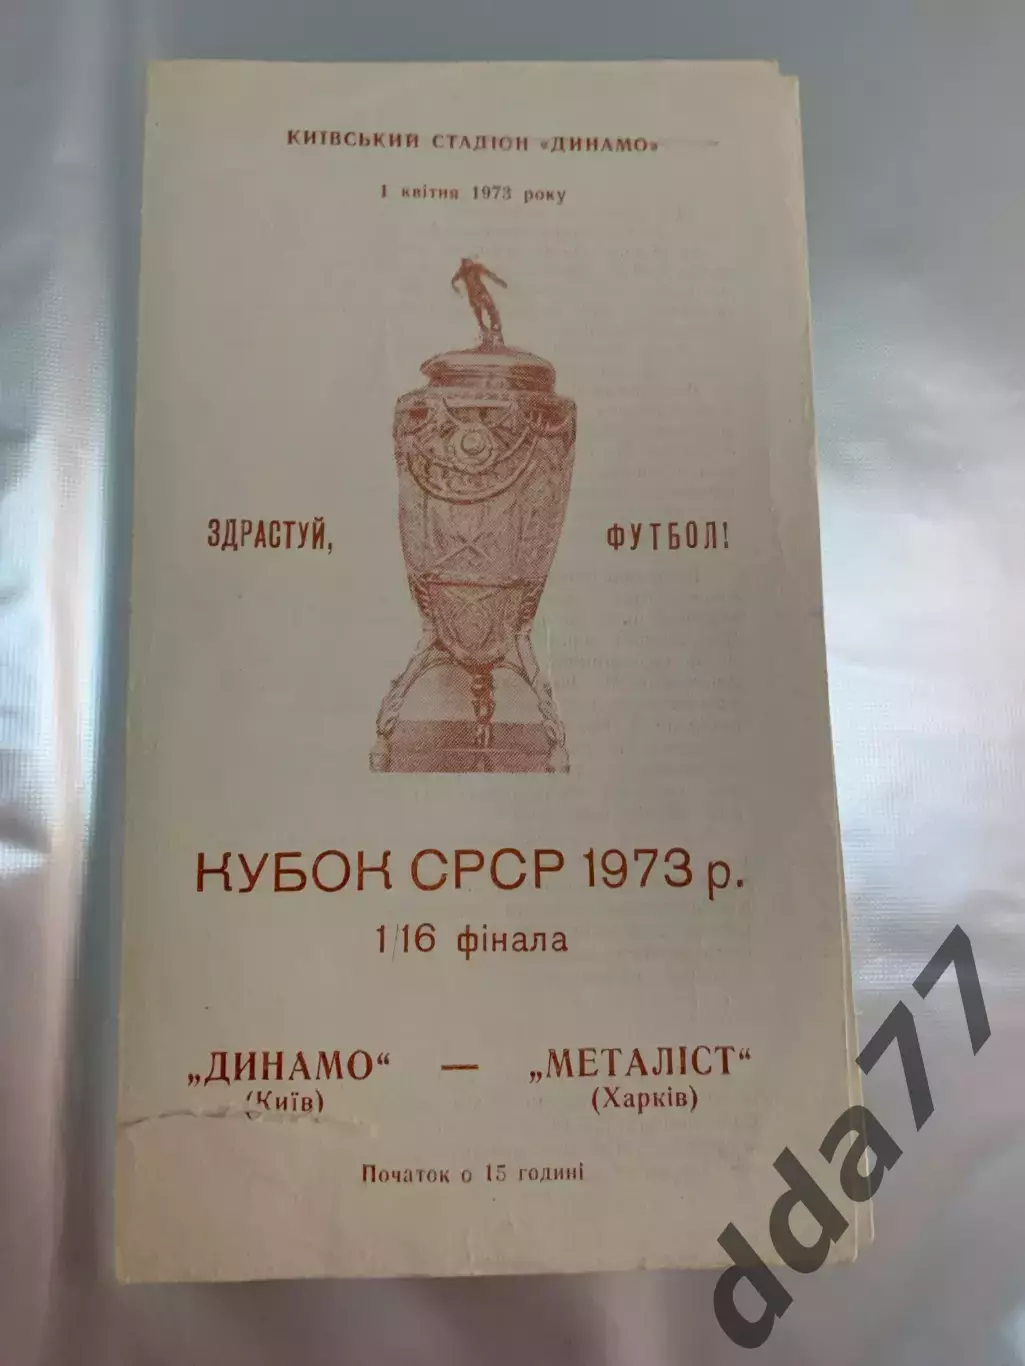 КИЇВСЬКИЙ СТАДІОН «ДИНАМО»
1 квітня 1973 року
ЗДРАСТУЙ, ФУТБОЛ!
КУБОК СРСР 1973 р.
1/16 фінала
„ДИНАМО“ — „МЕТАЛІСТ“
(Київ) (Харків)
Початок о 15 годині
dda77